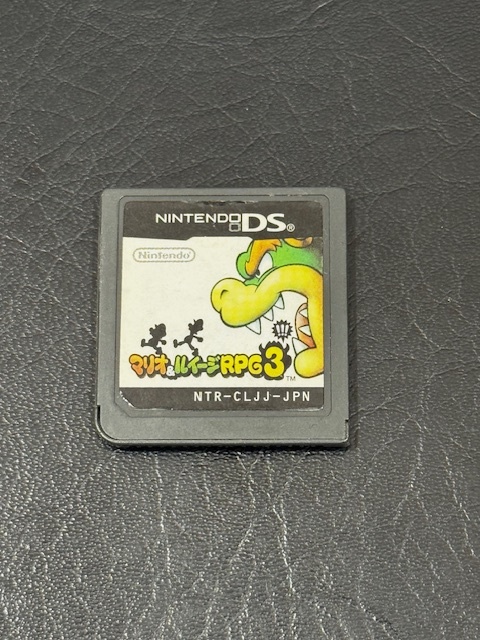 NINTENDO DS®
Nintendo
マリオ&ルイージRPG3!!!
TM
NTR-CLJJ-JPN